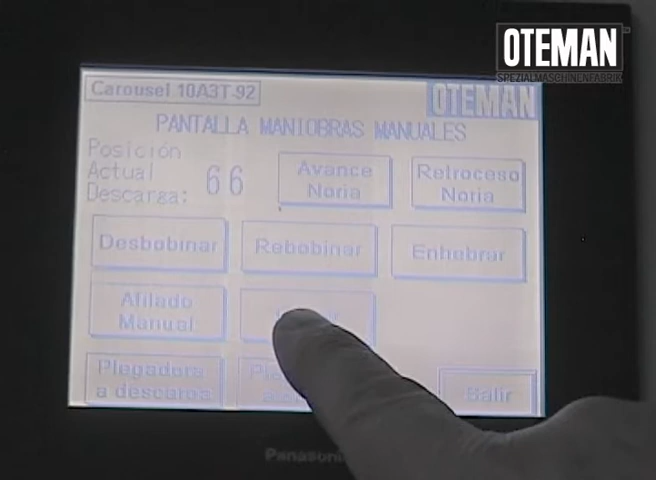 OTEMAN
SPEZIALMASCHINENFABRIK
Carousel 10A3T-92
OTEMAN
PANTALLA MANIOBRAS MANUALES
Posición
Actual
Descarga:
66
Avance
Noria
Retroceso
Noria
Desbobinar
Rebobinar
Enhebrar
Afilado
Manual
Plegadora
a descarga
Salir
Panasonic